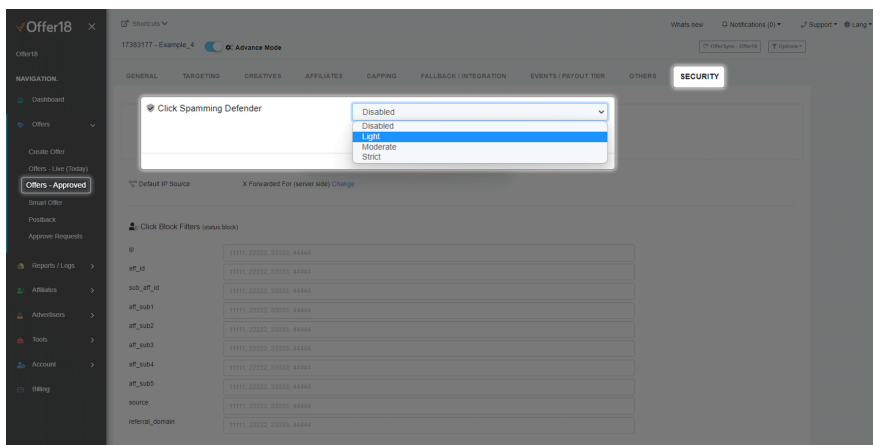 Offer18 ×
Shortcuts
Whats new
Notifications (0)
Support
Lang
Offer18
17383177 - Example_4
Advance Mode
OfferSync - Offer18
Options
NAVIGATION.
GENERAL TARGETING CREATIVES AFFILIATES CAPPING FALLBACK / INTEGRATION EVENTS / PAYOUT TIER OTHERS SECURITY
Dashboard
Offers
Create Offer
Offers - Live (Today)
Offers - Approved
Smart Offer
Postback
Approve Requests
Reports / Logs
Affiliates
Advertisers
Tools
Account
Billing
Click Spamming Defender
Disabled
Disabled
Light
Moderate
Strict
Default IP Source X Forwarded For (server side) Change
Click Block Filters (status:block)
ip 11111, 22222, 33333, 44444
aff_id 11111, 22222, 33333, 44444
sub_aff_id 11111, 22222, 33333, 44444
aff_sub1 11111, 22222, 33333, 44444
aff_sub2 11111, 22222, 33333, 44444
aff_sub3 11111, 22222, 33333, 44444
aff_sub4 11111, 22222, 33333, 44444
aff_sub5 11111, 22222, 33333, 44444
source 11111, 22222, 33333, 44444
referral_domain 11111, 22222, 33333, 44444